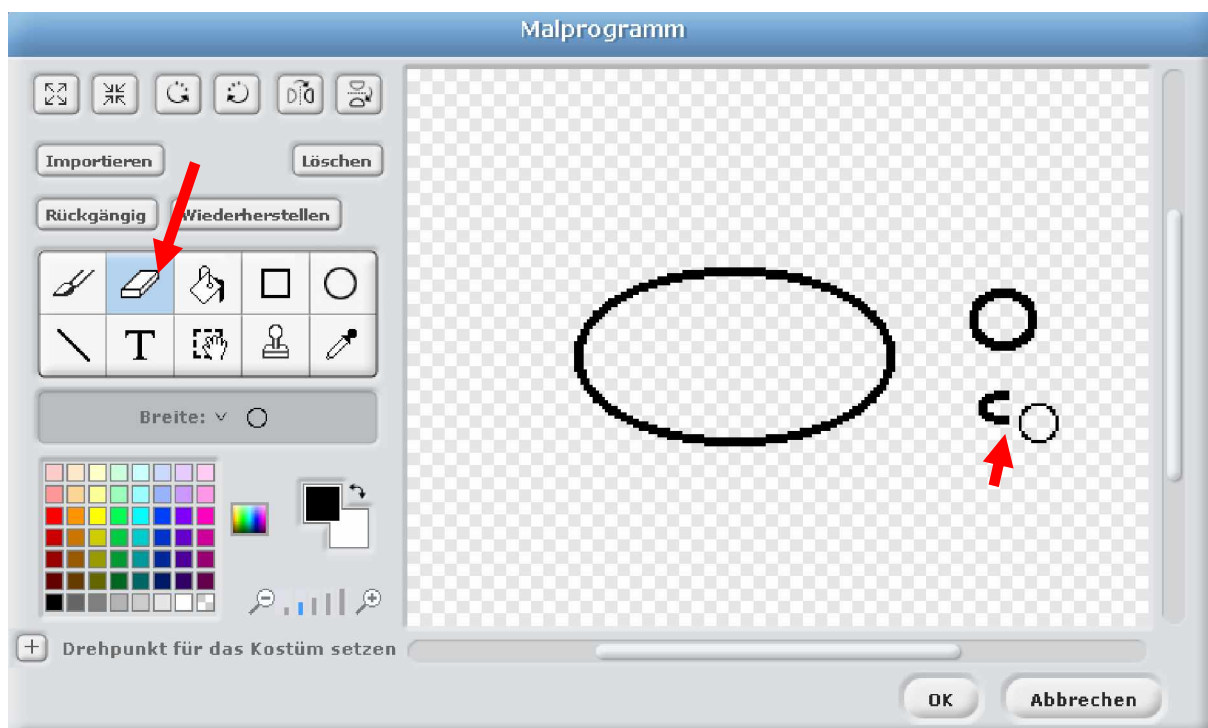 Malprogramm
Importieren
Löschen
Rückgängig
Wiederherstellen
T
Breite:
Drehpunkt für das Kostüm setzen
OK
Abbrechen